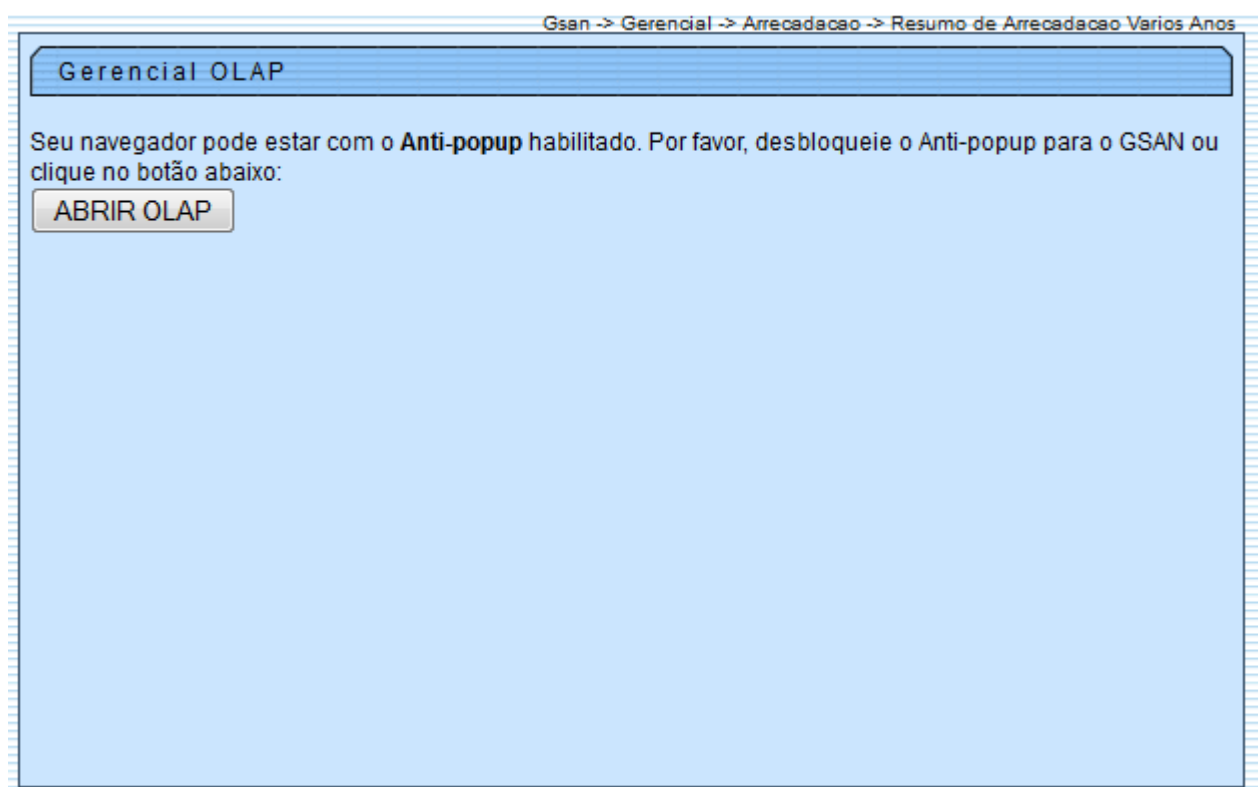 Gsan -> Gerencial -> Arrecadacao -> Resumo de Arrecadacao Varios Anos
Gerencial OLAP
Seu navegador pode estar com o Anti-popup habilitado. Por favor, desbloqueie o Anti-popup para o GSAN ou
clique no botão abaixo:
ABRIR OLAP